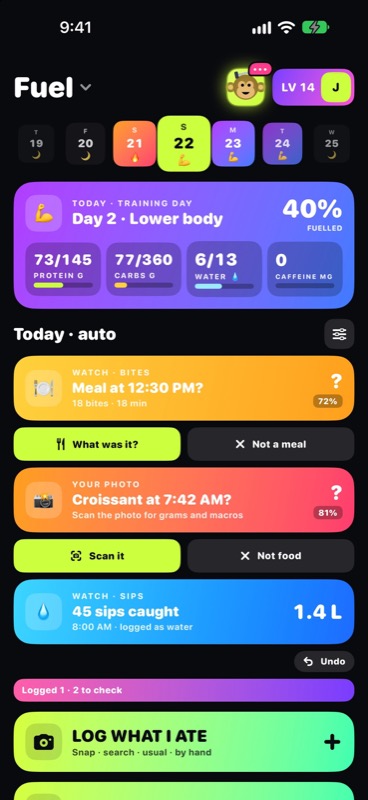 9:41
Fuel
LV 14 J
T F S S M T W
19 20 21 22 23 24 25
TODAY · TRAINING DAY
Day 2 · Lower body
40%
FUELLED
73/145 77/360 6/13 0
PROTEIN G CARBS G WATER CAFFEINE MG
Today · auto
WATCH · BITES
Meal at 12:30 PM?
18 bites · 18 min
?
72%
What was it? Not a meal
YOUR PHOTO
Croissant at 7:42 AM?
Scan the photo for grams and macros
?
81%
Scan it Not food
WATCH · SIPS
45 sips caught
8:00 AM · logged as water
1.4 L
Undo
Logged 1 · 2 to check
LOG WHAT I ATE
Snap · search · usual · by hand